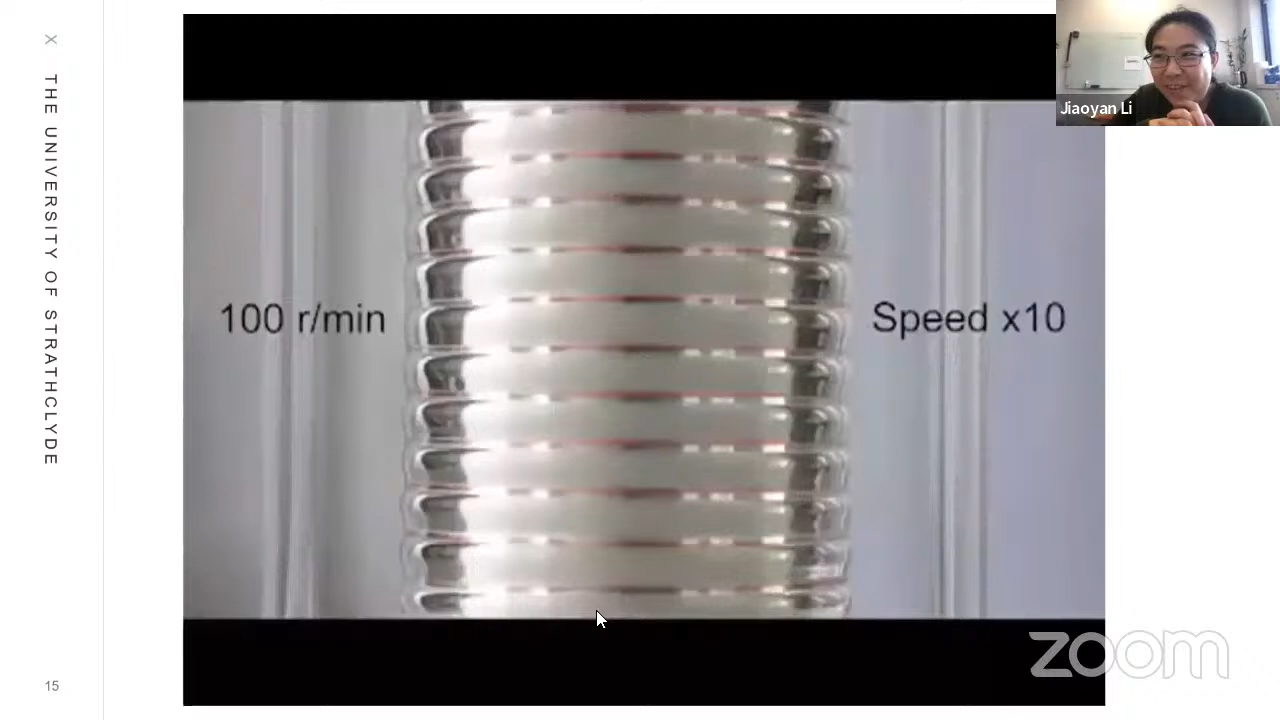 X THE UNIVERSITY OF STRATHCLYDE
100 r/min
Speed x10
Jiaoyan Li
15
zoom